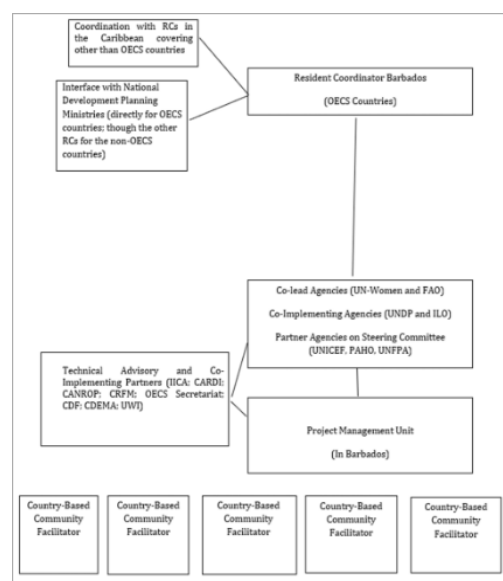 Coordination with RCs in
the Caribbean covering
other than OECS countries
Resident Coordinator Barbados
(OECS Countries)
Interface with National
Development Planning
Ministries (directly for OECS
countries; though the other
RCs for the non-OECS
countries)
Co-lead Agencies (UN-Women and FAO)
Co-Implementing Agencies (UNDP and ILO)
Partner Agencies on Steering Committee
(UNICEF, PAHO, UNFPA)
Technical Advisory and Co-
Implementing Partners (IICA; CARDI;
CANROP; CRFM; OECS Secretariat;
CDF; CDEMA; UWI)
Project Management Unit
(In Barbados)
Country-Based
Community
Facilitator
Country-Based
Community
Facilitator
Country-Based
Community
Facilitator
Country-Based
Community
Facilitator
Country-Based
Community
Facilitator